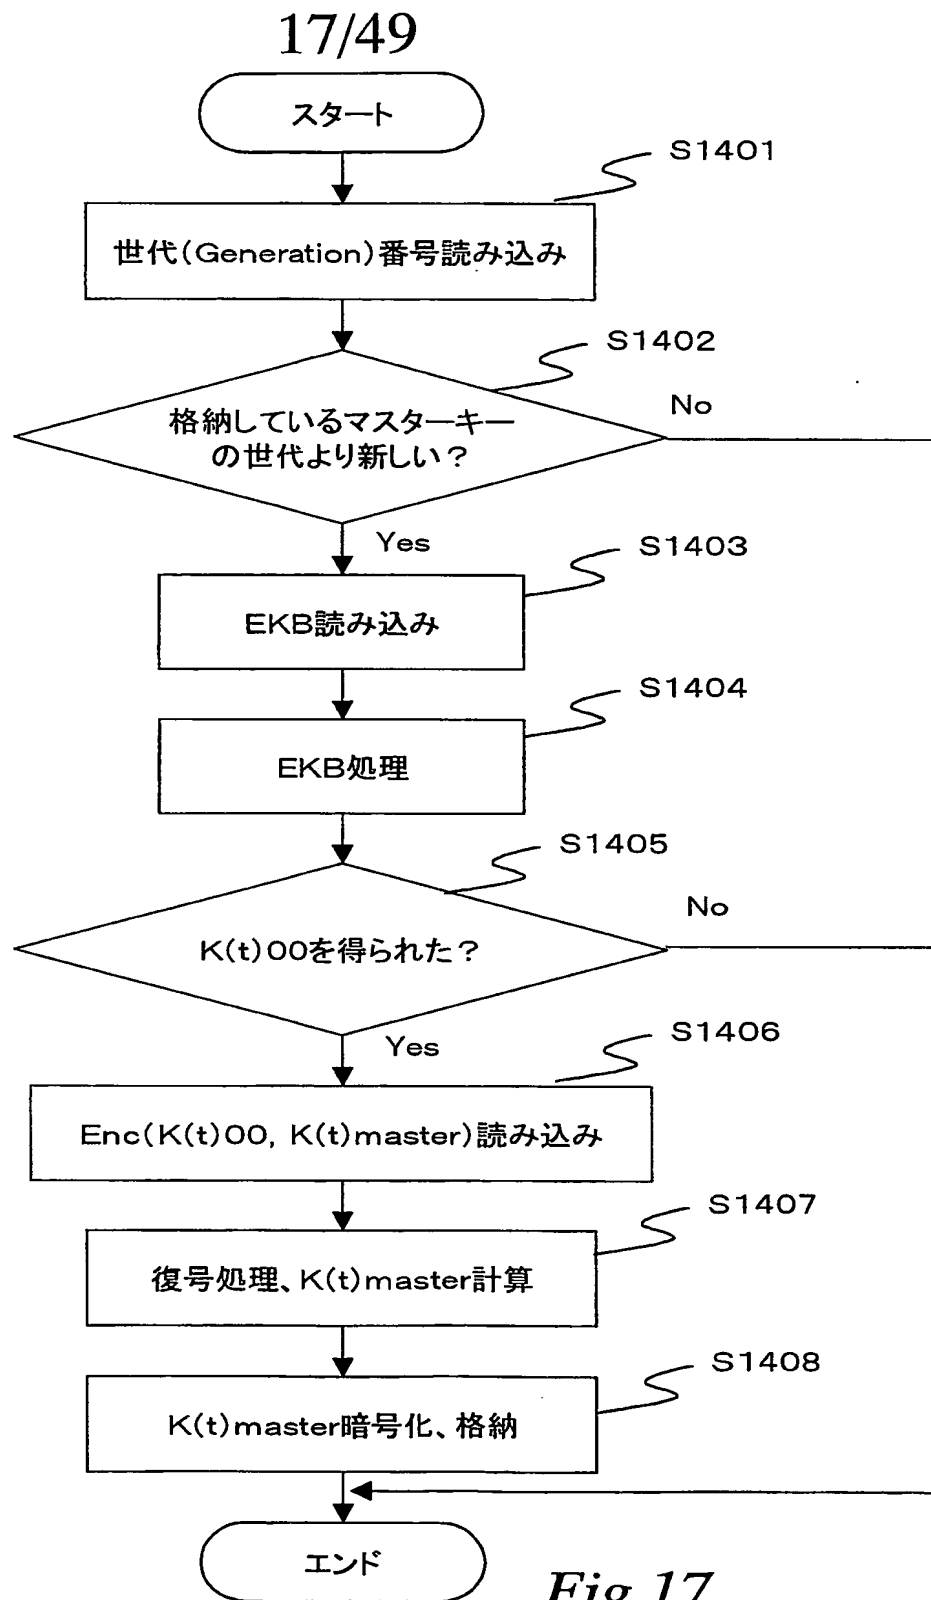 17/49
スタート
S1401
世代(Generation)番号読み込み
S1402
格納しているマスターキー
の世代より新しい?
No
Yes
S1403
EKB読み込み
S1404
EKB処理
S1405
K(t)00を得られた?
No
Yes
S1406
Enc(K(t)00, K(t)master)読み込み
S1407
復号処理、K(t)master計算
S1408
K(t)master暗号化、格納
エンド
Fig.17